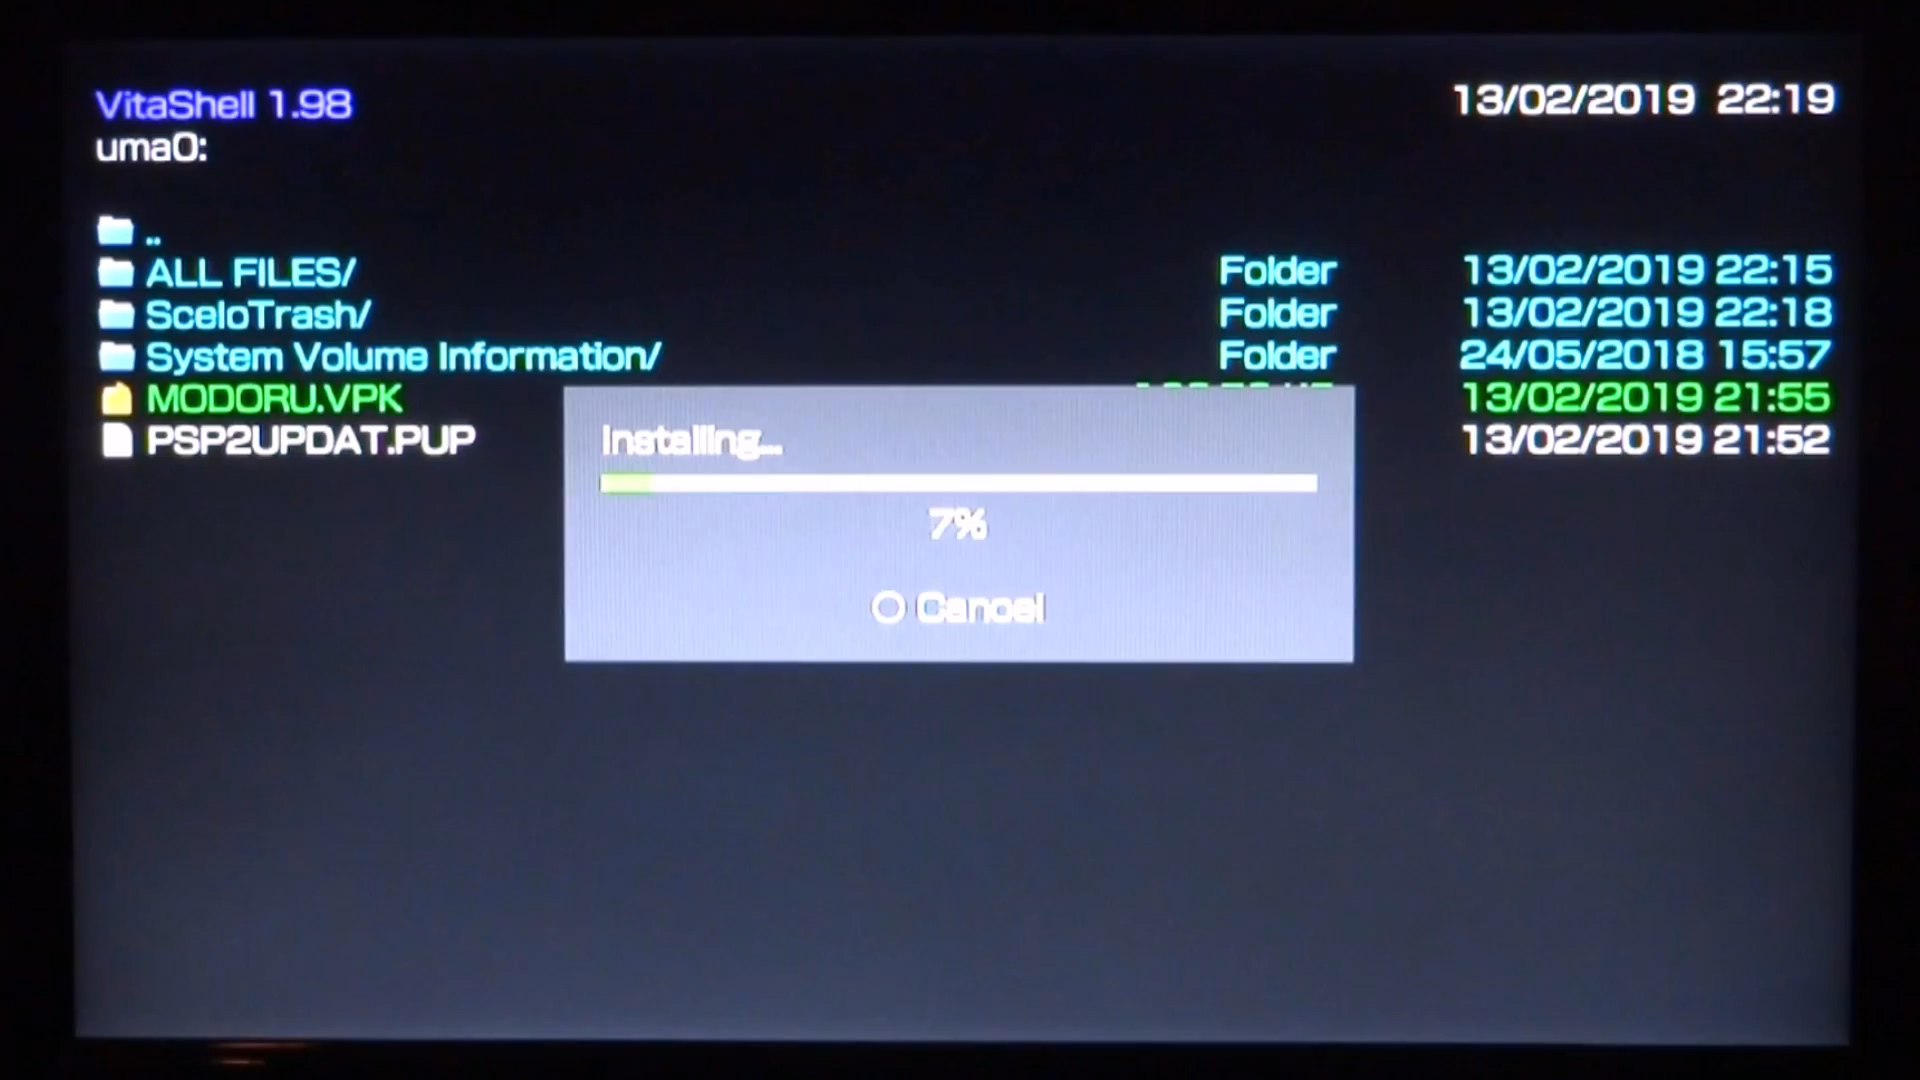 VitaShell 1.98
13/02/2019 22:19
uma0:
..
ALL FILES/ Folder 13/02/2019 22:15
SceIoTrash/ Folder 13/02/2019 22:18
System Volume Information/ Folder 24/05/2018 15:57
MODORU.VPK 13/02/2019 21:55
PSP2UPDAT.PUP 13/02/2019 21:52
Installing...
7%
Cancel